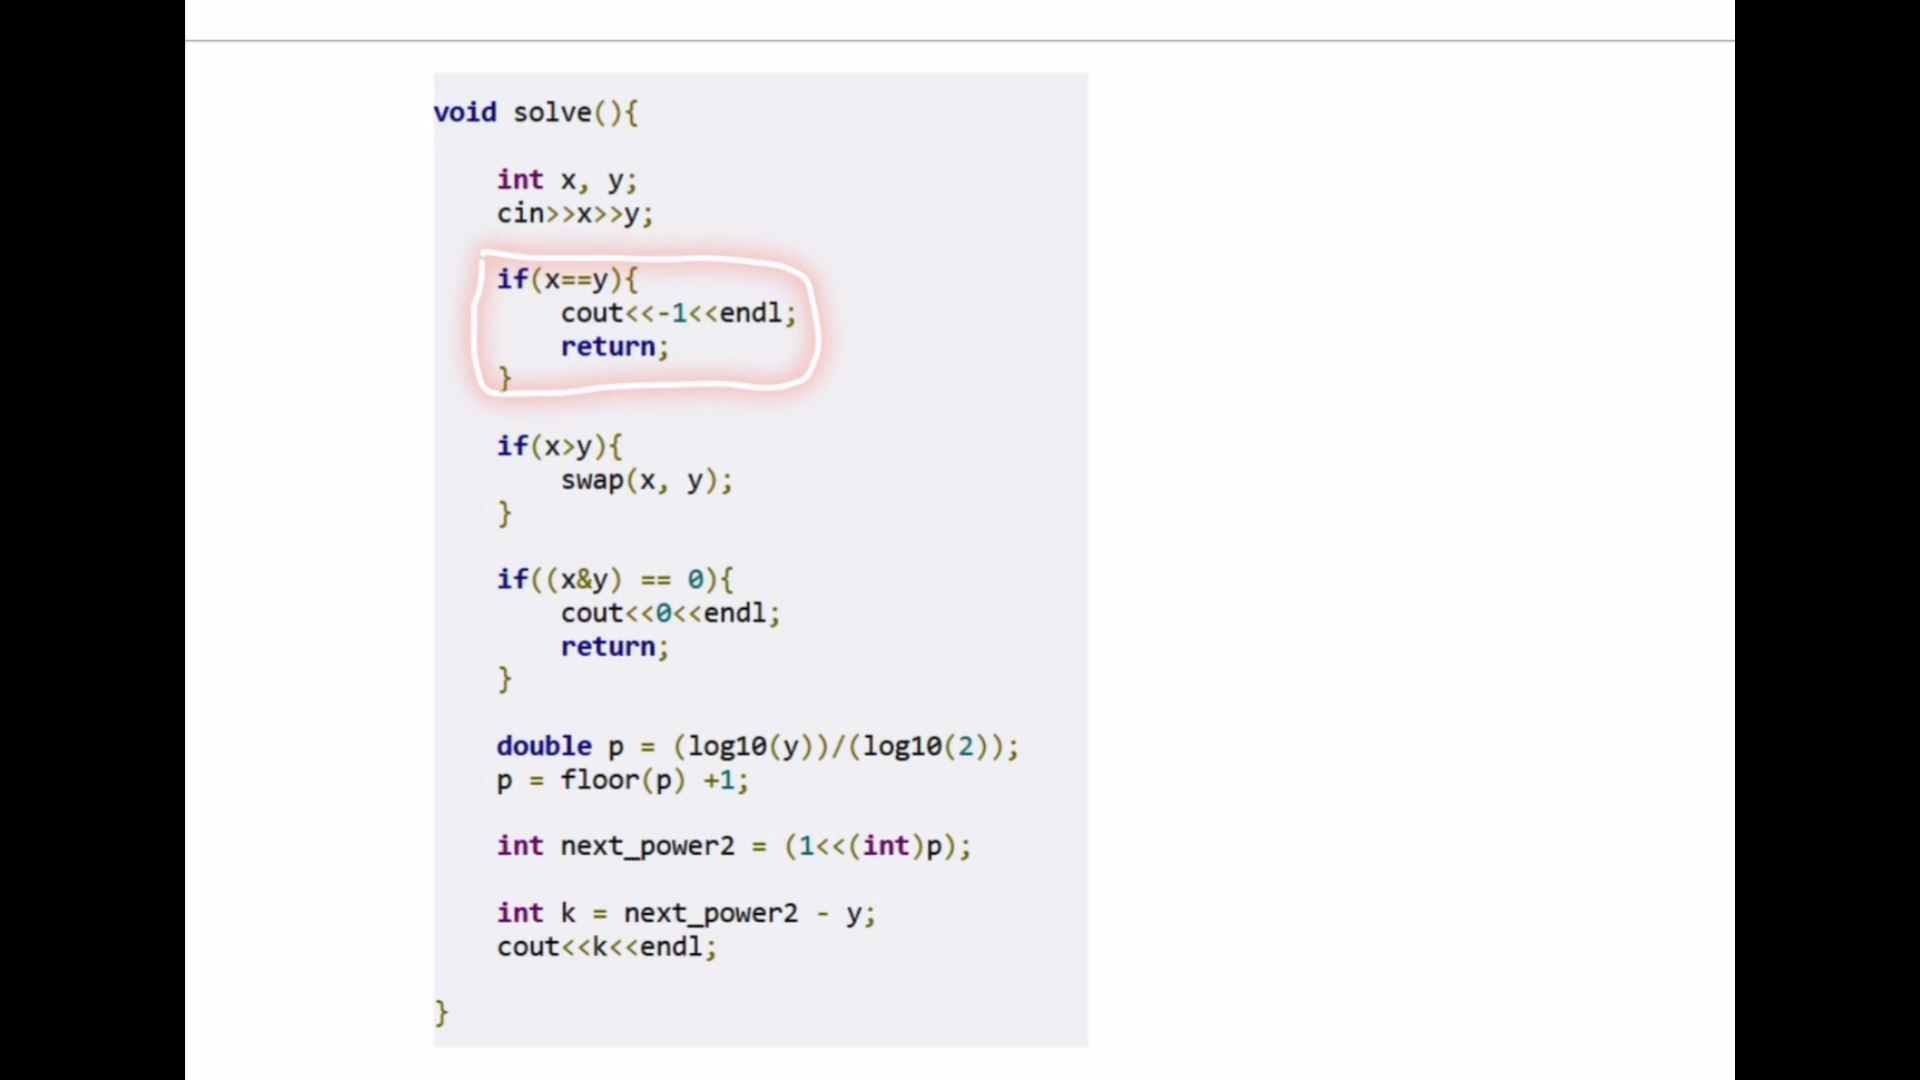 void solve(){
int x, y;
cin>>x>>y;
if(x==y){
cout<<-1<<endl;
return;
}
if(x>y){
swap(x, y);
}
if((x&y) == 0){
cout<<0<<endl;
return;
}
double p = (log10(y))/(log10(2));
p = floor(p) +1;
int next_power2 = (1<<(int)p);
int k = next_power2 - y;
cout<<k<<endl;
}